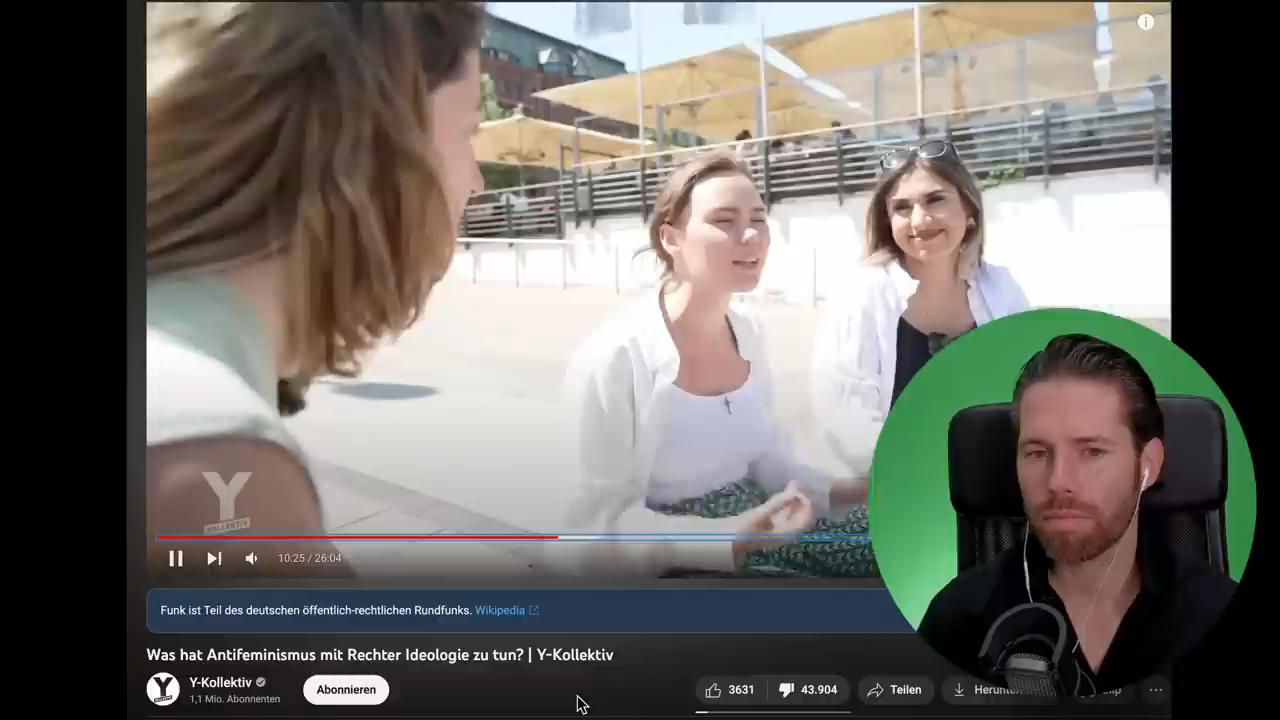 Y
KOLLEKTIV
10:25 / 26:04
Funk ist Teil des deutschen öffentlich-rechtlichen Rundfunks. Wikipedia
Was hat Antifeminismus mit Rechter Ideologie zu tun? | Y-Kollektiv
Y-Kollektiv
1,1 Mio. Abonnenten
Abonnieren
3631
43.904
Teilen